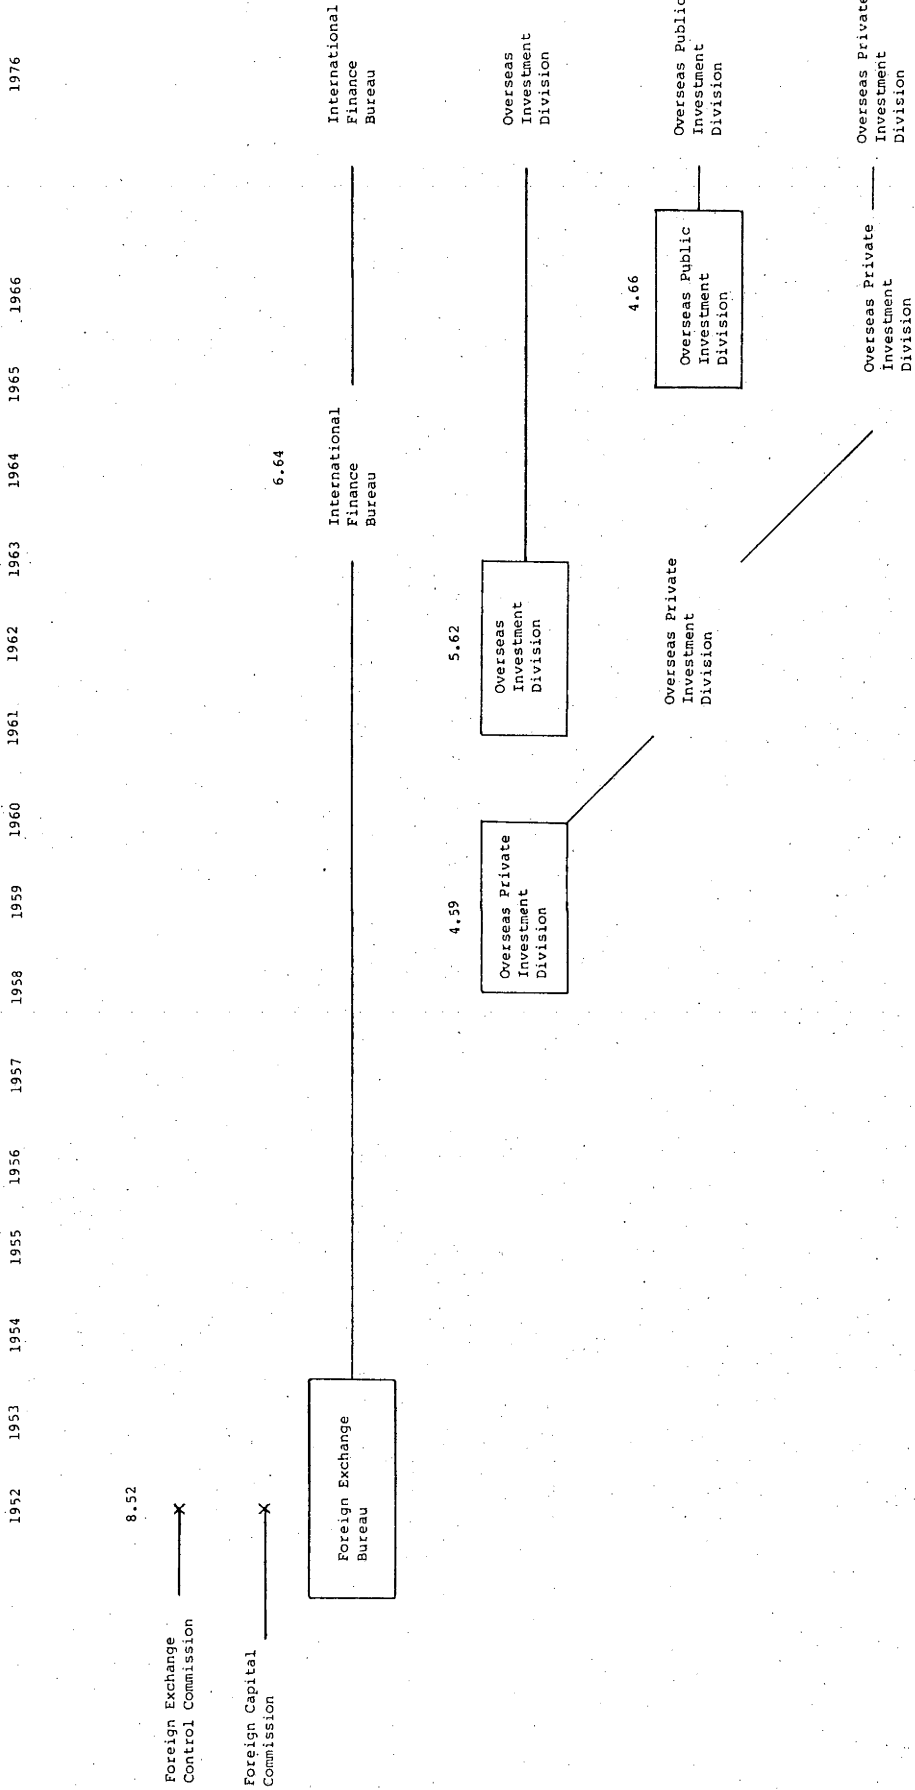 1952
1953
1954
1955
1956
1957
1958
1959
1960
1961
1962
1963
1964
1965
1966
1976
8.52
Foreign Exchange
Control Commission
Foreign Capital
Commission
6.64
Foreign Exchange
Bureau
International
Finance
Bureau
International
Finance
Bureau
4.59
5.62
Overseas Private
Investment
Division
Overseas
Investment
Division
Overseas
Investment
Division
4.66
Overseas Private
Investment
Division
Overseas Public
Investment
Division
Overseas Public
Investment
Division
Overseas Private
Investment
Division
Overseas Private
Investment
Division